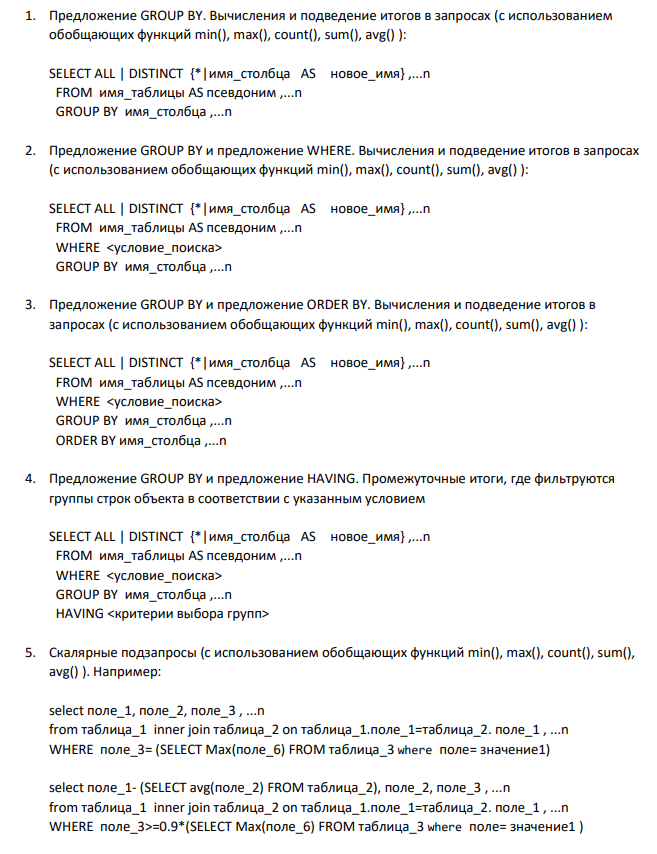 1. Предложение GROUP BY. Вычисления и подведение итогов в запросах (с использованием
обобщающих функций min(), max(), count(), sum(), avg() ):
SELECT ALL | DISTINCT {*|имя_столбца AS новое_имя} ,...n
FROM имя_таблицы AS псевдоним ,...n
GROUP BY имя_столбца ,...n
2. Предложение GROUP BY и предложение WHERE. Вычисления и подведение итогов в запросах
(с использованием обобщающих функций min(), max(), count(), sum(), avg() ):
SELECT ALL | DISTINCT {*|имя_столбца AS новое_имя} ,...n
FROM имя_таблицы AS псевдоним ,...n
WHERE <условие_поиска>
GROUP BY имя_столбца ,...n
3. Предложение GROUP BY и предложение ORDER BY. Вычисления и подведение итогов в
запросах (с использованием обобщающих функций min(), max(), count(), sum(), avg() ):
SELECT ALL | DISTINCT {*|имя_столбца AS новое_имя} ,...n
FROM имя_таблицы AS псевдоним ,...n
WHERE <условие_поиска>
GROUP BY имя_столбца ,...n
ORDER BY имя_столбца ,...n
4. Предложение GROUP BY и предложение HAVING. Промежуточные итоги, где фильтруются
группы строк объекта в соответствии с указанным условием
SELECT ALL | DISTINCT {*|имя_столбца AS новое_имя} ,...n
FROM имя_таблицы AS псевдоним ,...n
WHERE <условие_поиска>
GROUP BY имя_столбца ,...n
HAVING <критерии выбора групп>
5. Скалярные подзапросы (с использованием обобщающих функций min(), max(), count(), sum(),
avg() ). Например:
select поле_1, поле_2, поле_3 , ...n
from таблица_1 inner join таблица_2 on таблица_1.поле_1=таблица_2. поле_1 , ...n
WHERE поле_3= (SELECT Max(поле_6) FROM таблица_3 where поле= значение1)
select поле_1- (SELECT avg(поле_2) FROM таблица_2), поле_2, поле_3 , ...n
from таблица_1 inner join таблица_2 on таблица_1.поле_1=таблица_2. поле_1 , ...n
WHERE поле_3>=0.9*(SELECT Max(поле_6) FROM таблица_3 where поле= значение1 )